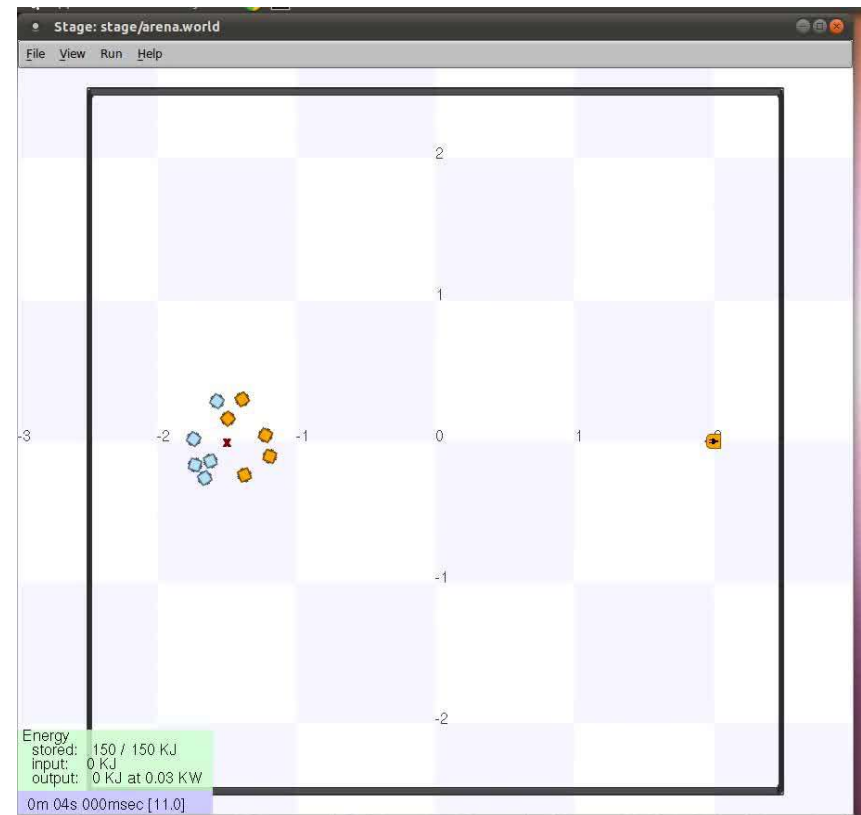 Stage: stage/arena.world
File View Run Help
2
1
-3 -2 x -1 0 1
-1
-2
Energy
stored: 150 / 150 KJ
input: 0 KJ
output: 0 KJ at 0.03 KW
0m 04s 000msec [11.0]